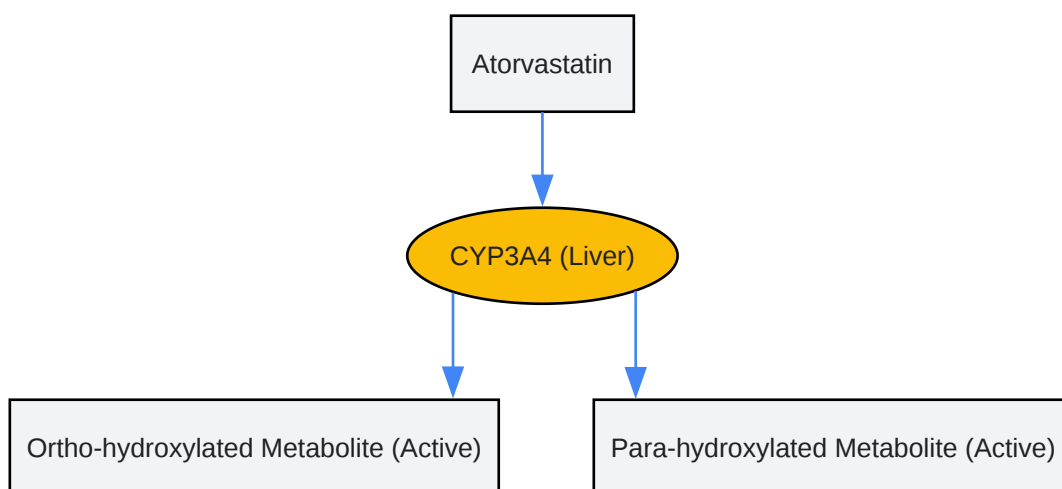 Atorvastatin
CYP3A4 (Liver)
Ortho-hydroxylated Metabolite (Active)
Para-hydroxylated Metabolite (Active)